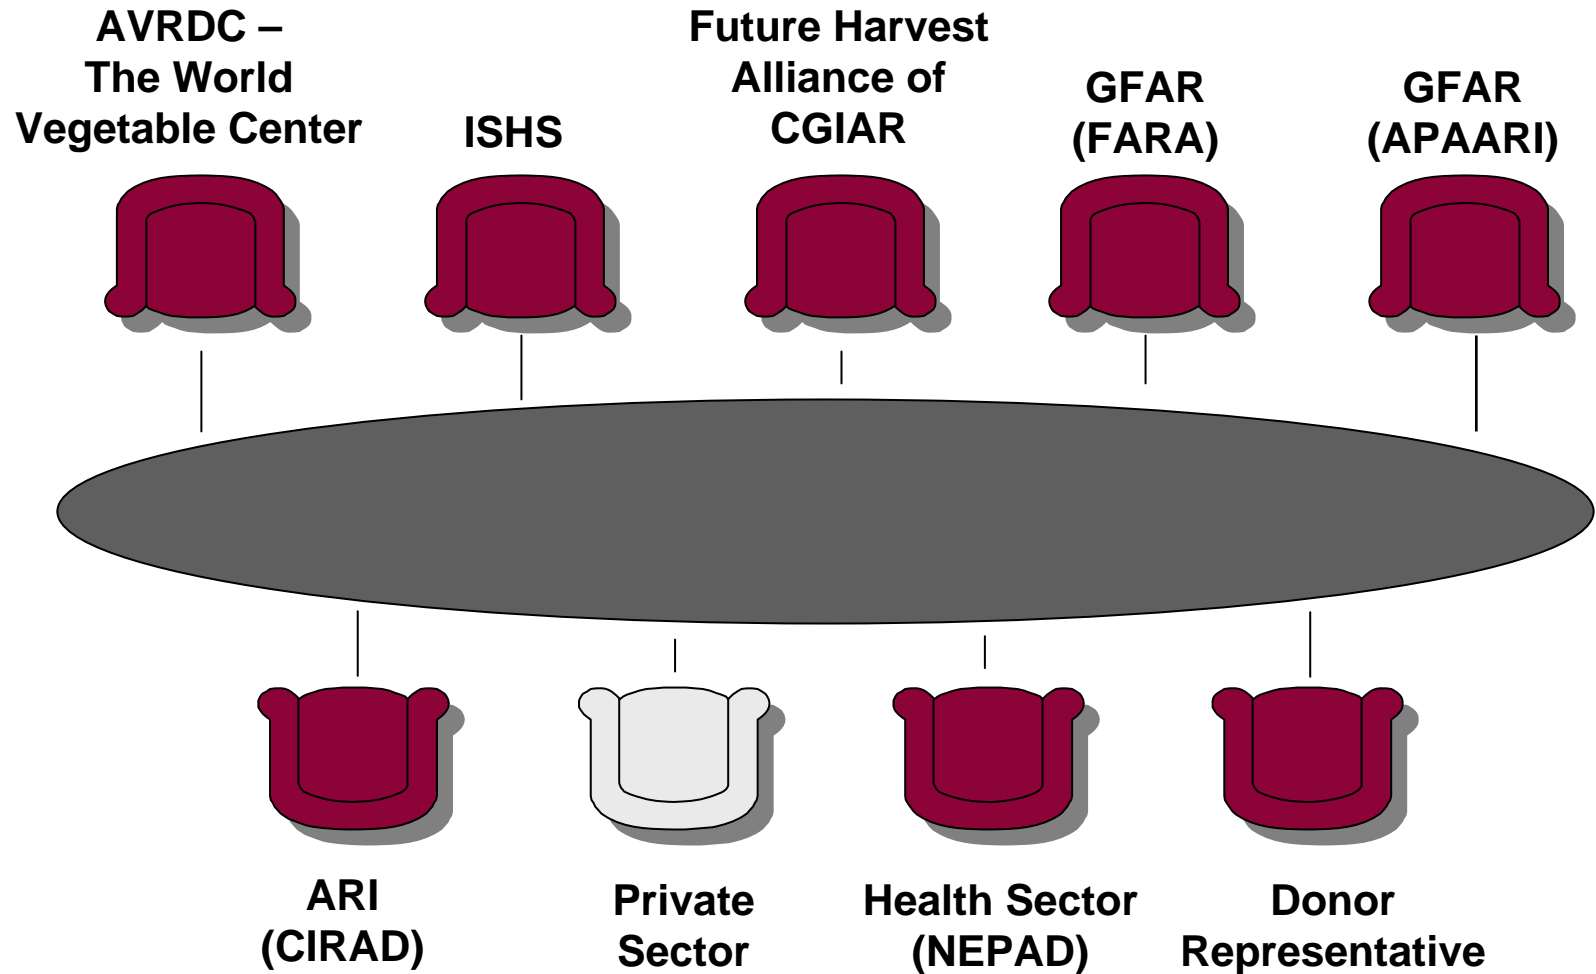 AVRDC –
The World
Vegetable Center
ISHS
Future Harvest
Alliance of
CGIAR
GFAR
(FARA)
GFAR
(APAARI)
ARI
(CIRAD)
Private
Sector
Health Sector
(NEPAD)
Donor
Representative